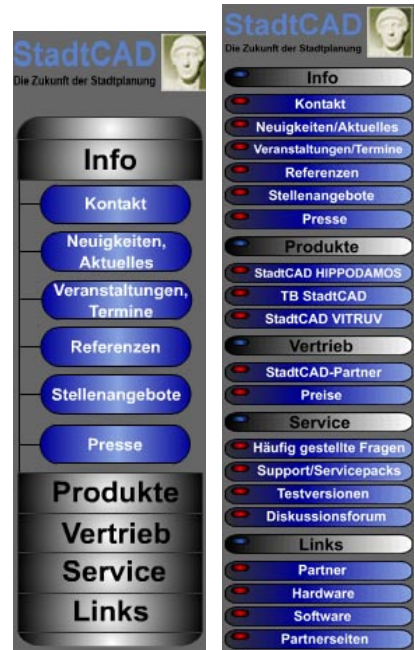 StadtCAD
Die Zukunft der Stadtplanung
Info
Kontakt
Neuigkeiten,
Aktuelles
Veranstaltungen,
Termine
Referenzen
Stellenangebote
Presse
Produkte
Vertrieb
Service
Links
StadtCAD
Die Zukunft der Stadtplanung
Info
Kontakt
Neuigkeiten/Aktuelles
Veranstaltungen/Termine
Referenzen
Stellenangebote
Presse
Produkte
StadtCAD HIPPODAMOS
TB StadtCAD
StadtCAD VITRUV
Vertrieb
StadtCAD-Partner
Preise
Service
Häufig gestellte Fragen
Support/Servicepacks
Testversionen
Diskussionsforum
Links
Partner
Hardware
Software
Partnerseiten